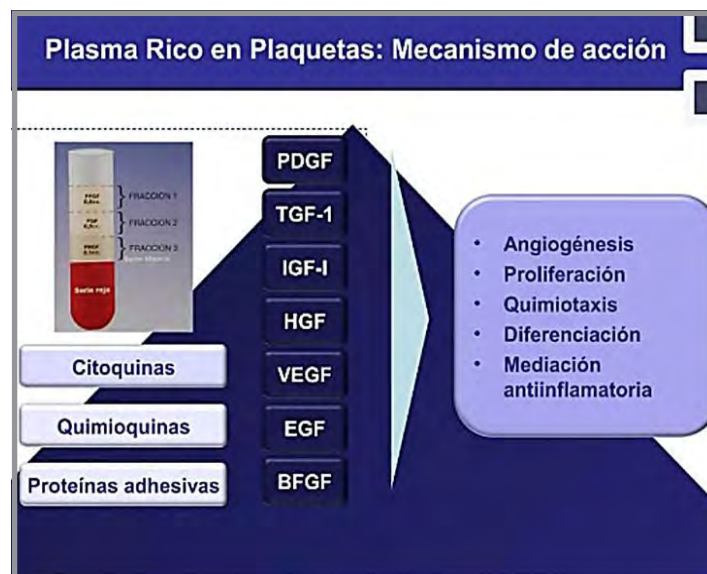 Plasma Rico en Plaquetas: Mecanismo de acción
FRACCION 1
FRACCION 2
FRACCION 3
Serie roja
Citoquinas
Quimioquinas
Proteínas adhesivas
PDGF
TGF-1
IGF-I
HGF
VEGF
EGF
BFGF
• Angiogénesis
• Proliferación
• Quimiotaxis
• Diferenciación
• Mediación
antiinflamatoria